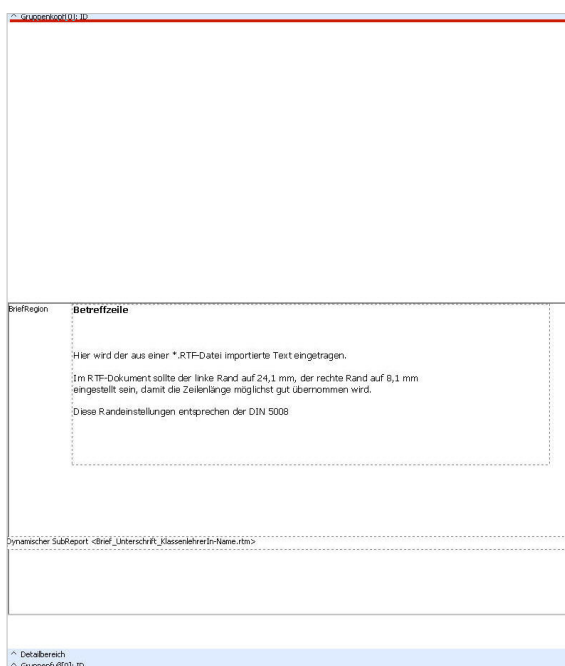 ^ Gruppenkopf[0]: ID
BriefRegion
Betreffzeile
Hier wird der aus einer *.RTF-Datei importierte Text eingetragen.
Im RTF-Dokument sollte der linke Rand auf 24,1 mm, der rechte Rand auf 8,1 mm
eingestellt sein, damit die Zeilenlänge möglichst gut übernommen wird.
Diese Randeinstellungen entsprechen der DIN 5008
Dynamischer SubReport <Brief_Unterschrift_KlassenlehrerIn-Name.rtm>
^ Detailbereich
^ Gruppenfuß[0]: ID